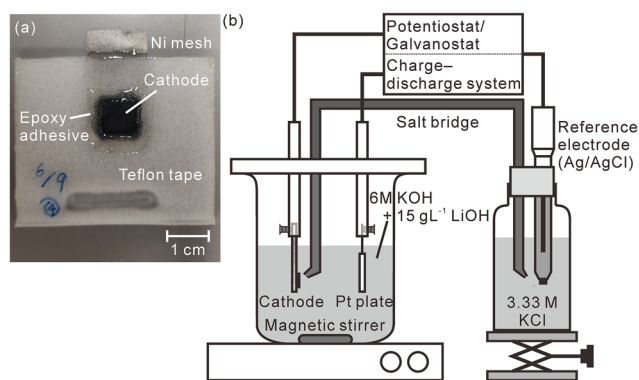 (a)
Ni mesh
Cathode
Epoxy
adhesive
Teflon tape
6/9
1 cm
(b)
Potentiostat/
Galvanostat
Charge–
discharge system
Salt bridge
Reference
electrode
(Ag/AgCl)
6M KOH
+ 15 gL⁻¹ LiOH
Cathode
Pt plate
Magnetic stirrer
3.33 M
KCl